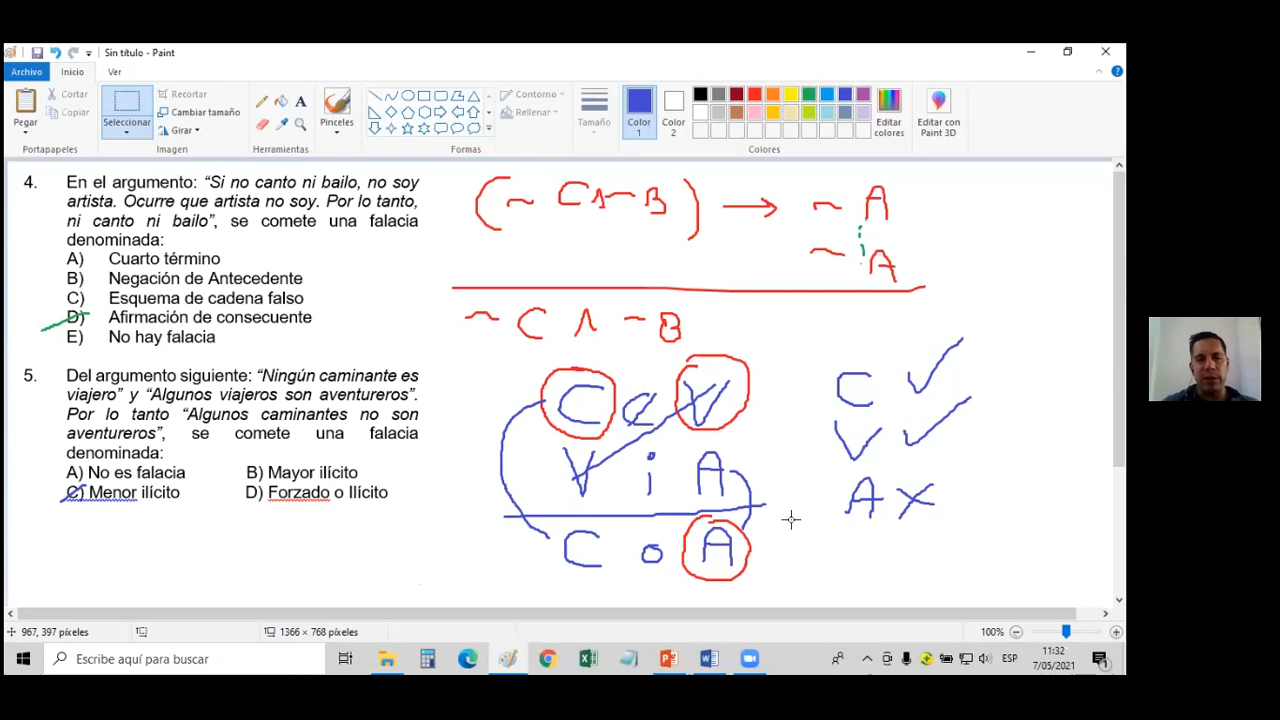 Sin título - Paint
Archivo Inicio Ver
Pegar
Cortar
Copiar
Portapapeles
Seleccionar
Recortar
Cambiar tamaño
Girar
Imagen
Herramientas
Pinceles
Contorno
Rellenar
Formas
Tamaño
Color 1
Color 2
Editar colores
Colores
Editar con Paint 3D
4. En el argumento: “Si no canto ni bailo, no soy
artista. Ocurre que artista no soy. Por lo tanto,
ni canto ni bailo”, se comete una falacia
denominada:
A) Cuarto término
B) Negación de Antecedente
C) Esquema de cadena falso
D) Afirmación de consecuente
E) No hay falacia
5. Del argumento siguiente: “Ningún caminante es
viajero” y “Algunos viajeros son aventureros”.
Por lo tanto “Algunos caminantes no son
aventureros”, se comete una falacia
denominada:
A) No es falacia B) Mayor ilícito
C) Menor ilícito D) Forzado o Ilícito
(~ C ∧ ~ B) → ~ A
~ A
~ C ∧ ~ B
C e V
V i A
C o A
C ✓
V ✓
A X
967, 397 píxeles
1366 × 768 píxeles
100%
Escribe aquí para buscar
ESP
11:32
7/05/2021